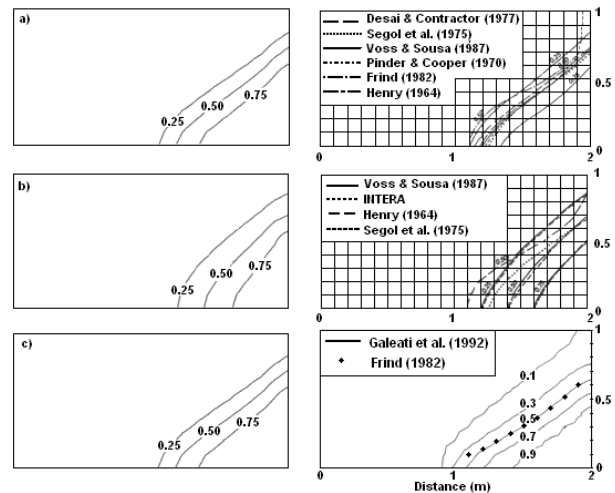 a)
0.25
0.50
0.75
Desai & Contractor (1977)
Segol et al. (1975)
Voss & Sousa (1987)
Pinder & Cooper (1970)
Frind (1982)
Henry (1964)
1
0.5
0
0 1 2
b)
0.25
0.50
0.75
Voss & Sousa (1987)
INTERA
Henry (1964)
Segol et al. (1975)
1
0.5
0
0 1 2
c)
0.25
0.50
0.75
Galeati et al. (1992)
Frind (1982)
0.1
0.3
0.5
0.7
0.9
1
0.5
0
0 1 2
Distance (m)